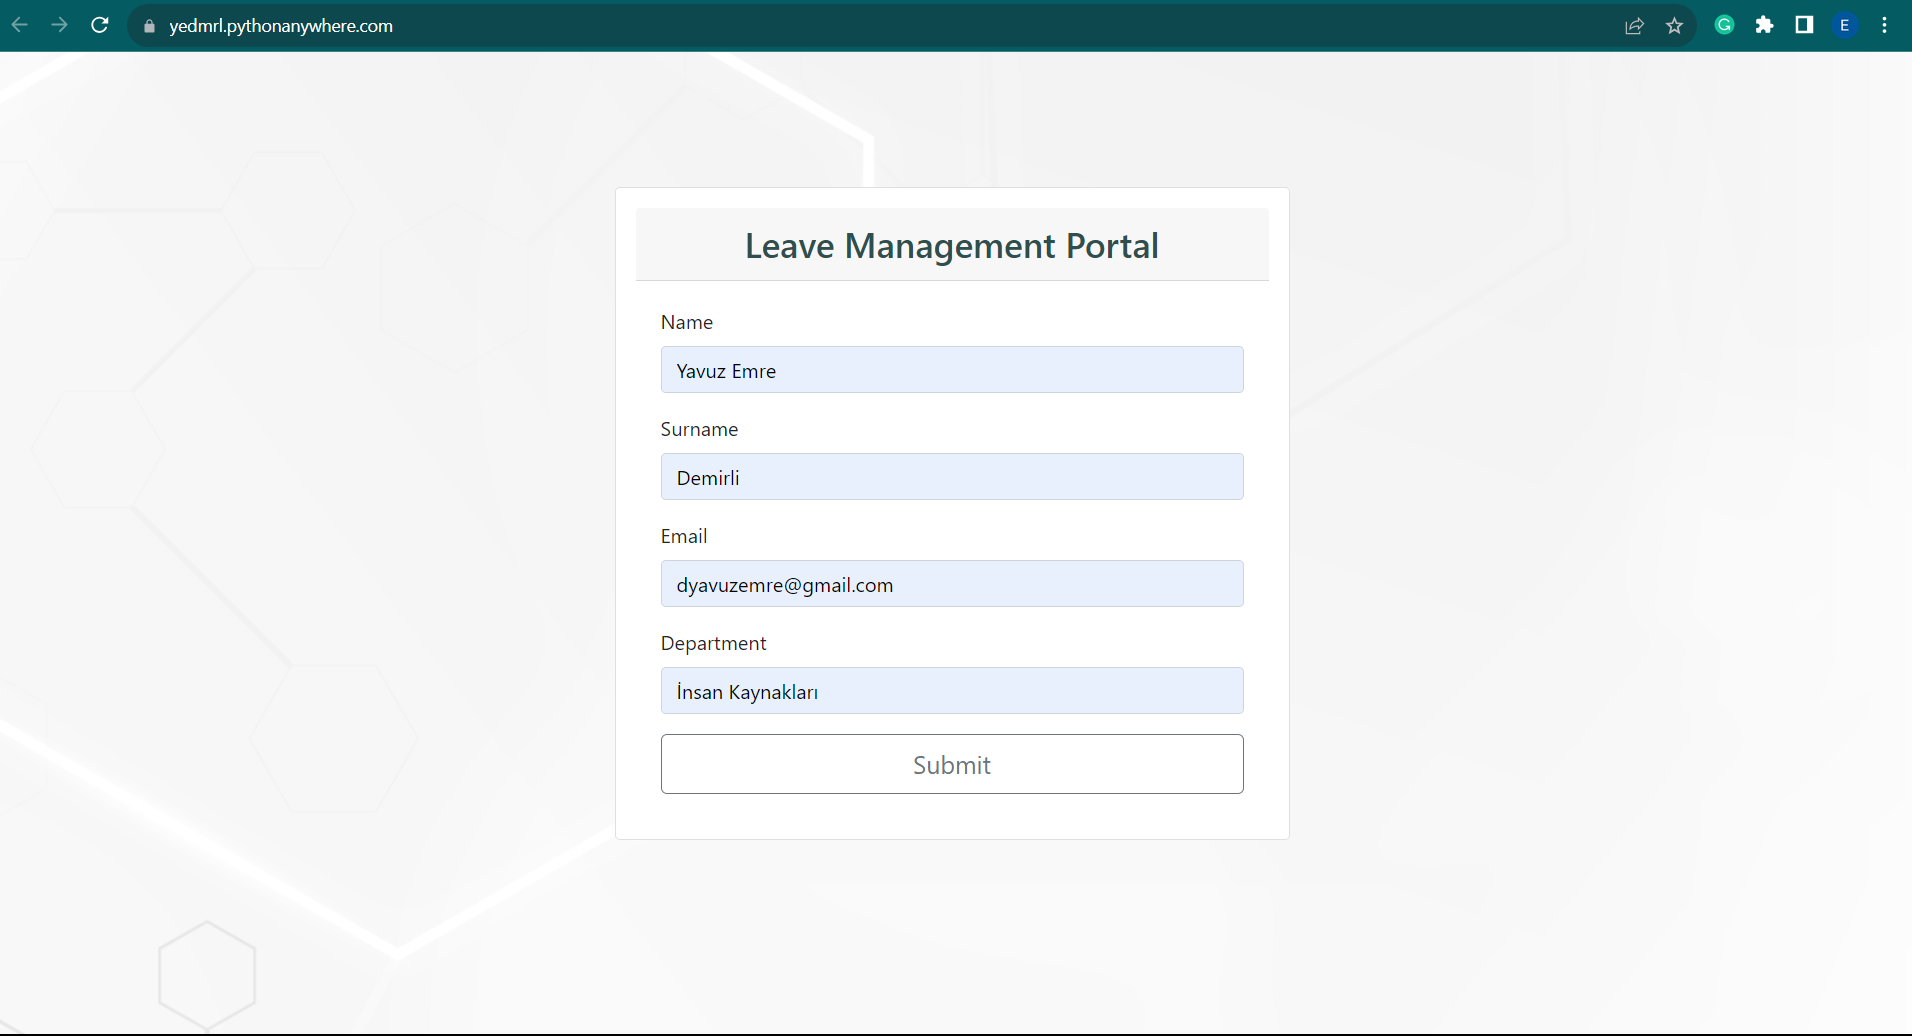 yedmrl.pythonanywhere.com
G
E
Leave Management Portal
Name
Yavuz Emre
Surname
Demirli
Email
dyavuzemre@gmail.com
Department
İnsan Kaynakları
Submit